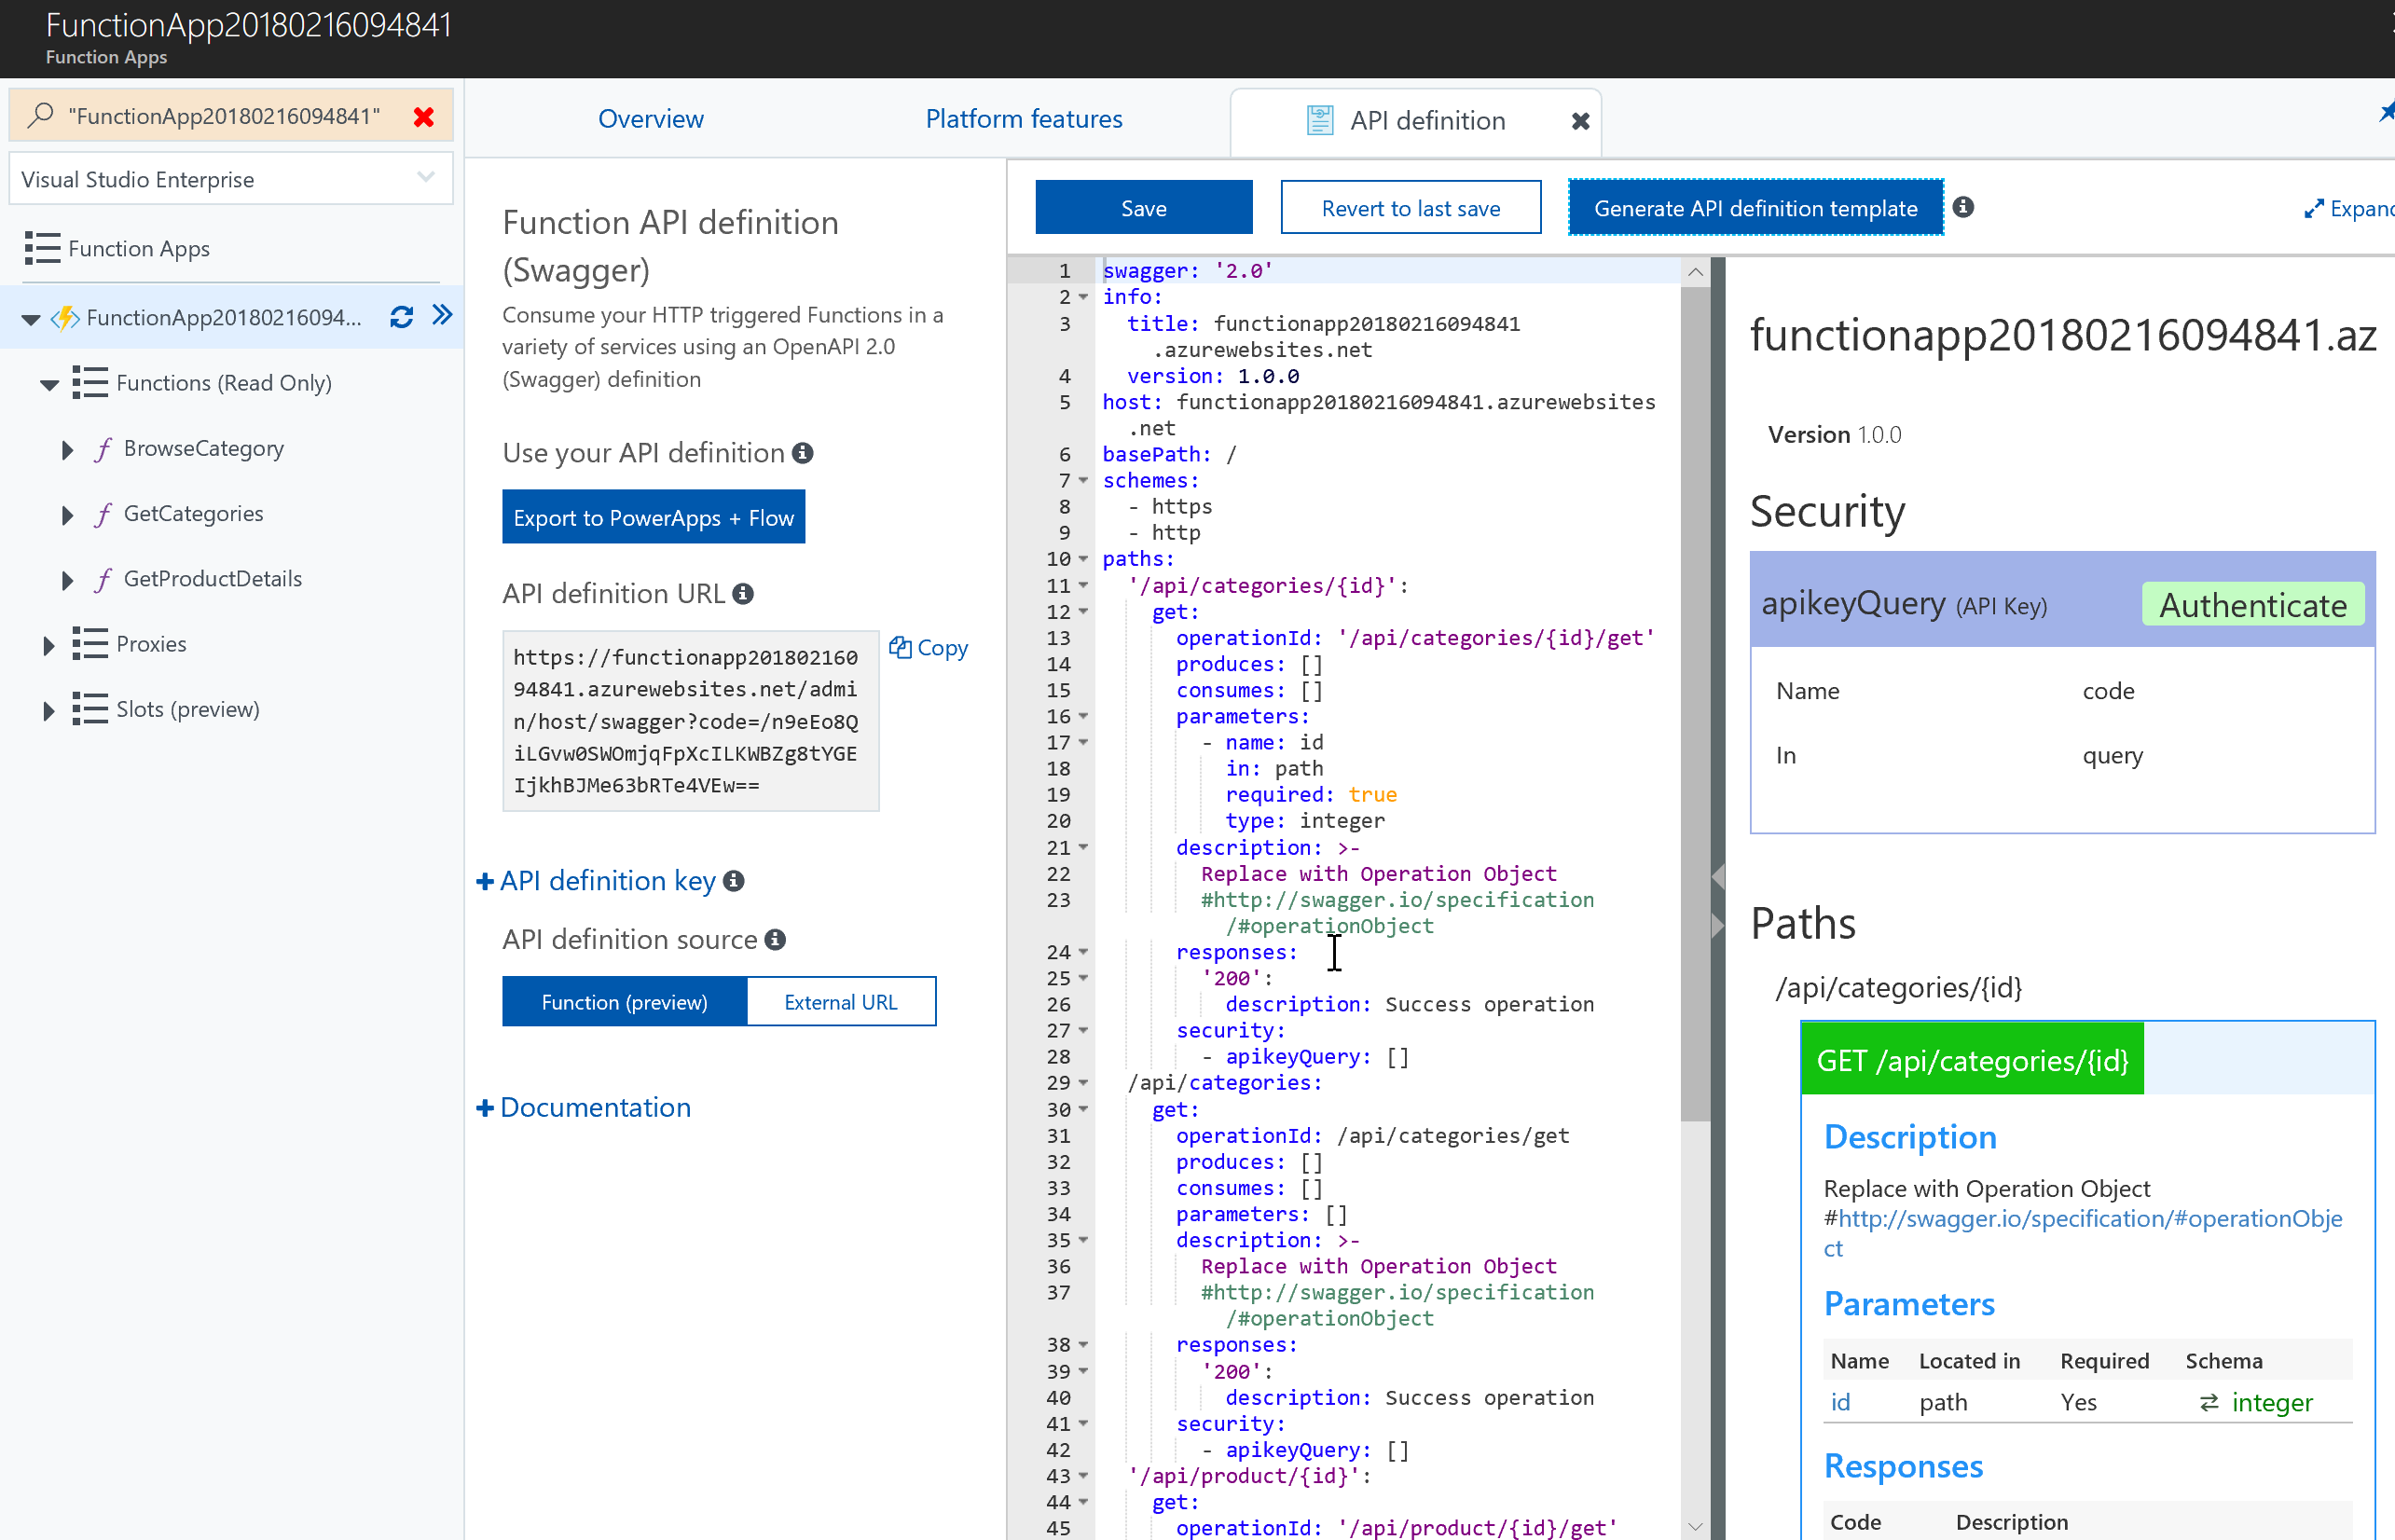 FunctionApp20180216094841
Function Apps
"FunctionApp20180216094841"
Visual Studio Enterprise
Function Apps
FunctionApp20180216094...
Functions (Read Only)
BrowseCategory
GetCategories
GetProductDetails
Proxies
Slots (preview)
Overview
Platform features
API definition
Function API definition
(Swagger)
Consume your HTTP triggered Functions in a
variety of services using an OpenAPI 2.0
(Swagger) definition
Use your API definition
Export to PowerApps + Flow
API definition URL
https://functionapp201802160
94841.azurewebsites.net/admi
n/host/swagger?code=/n9eEo8Q
iLGvw0SWOmjqFpXcILKWBZg8tYGE
IjkhBJMe63bRTe4VEw==
Copy
+ API definition key
API definition source
Function (preview)
External URL
+ Documentation
Save
Revert to last save
Generate API definition template
Expand
1 swagger: '2.0'
2 info:
3 title: functionapp20180216094841
.azurewebsites.net
4 version: 1.0.0
5 host: functionapp20180216094841.azurewebsites
.net
6 basePath: /
7 schemes:
8 - https
9 - http
10 paths:
11 '/api/categories/{id}':
12 get:
13 operationId: '/api/categories/{id}/get'
14 produces: []
15 consumes: []
16 parameters:
17 - name: id
18 in: path
19 required: true
20 type: integer
21 description: >-
22 Replace with Operation Object
23 #http://swagger.io/specification
/#operationObject
24 responses:
25 '200':
26 description: Success operation
27 security:
28 - apikeyQuery: []
29 /api/categories:
30 get:
31 operationId: /api/categories/get
32 produces: []
33 consumes: []
34 parameters: []
35 description: >-
36 Replace with Operation Object
37 #http://swagger.io/specification
/#operationObject
38 responses:
39 '200':
40 description: Success operation
41 security:
42 - apikeyQuery: []
43 '/api/product/{id}':
44 get:
45 operationId: '/api/product/{id}/get'
functionapp20180216094841.az
Version 1.0.0
Security
apikeyQuery (API Key)
Authenticate
Name code
In query
Paths
/api/categories/{id}
GET /api/categories/{id}
Description
Replace with Operation Object
#http://swagger.io/specification/#operationObje
ct
Parameters
Name Located in Required Schema
id path Yes ⇄ integer
Responses
Code Description